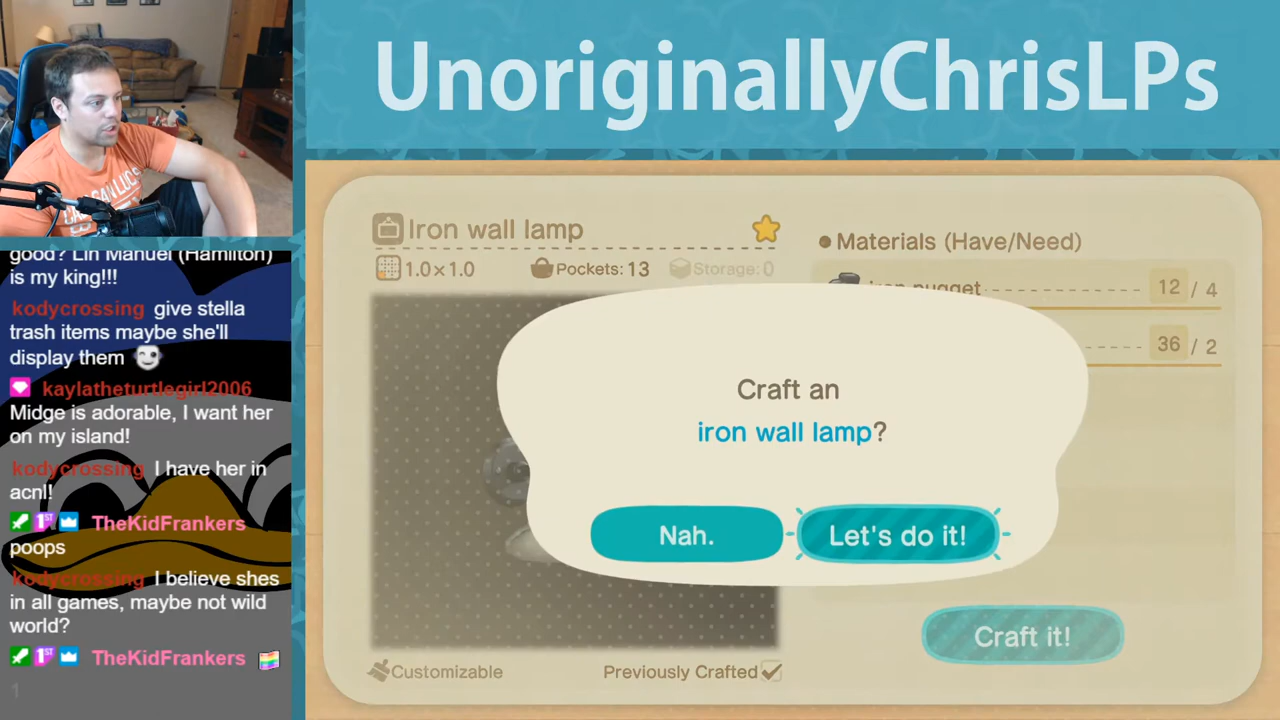 UnoriginallyChrisLPs
good? Lin Manuel (Hamilton)
is my king!!!
kodycrossing give stella
trash items maybe she'll
display them
kaylatheturtlegirl2006
Midge is adorable, I want her
on my island!
kodycrossing I have her in
acnl!
TheKidFrankers
poops
kodycrossing I believe shes
in all games, maybe not wild
world?
TheKidFrankers
1
Iron wall lamp
1.0×1.0 Pockets: 13 Storage: 0
Materials (Have/Need)
iron nugget 12 / 4
36 / 2
Craft an
iron wall lamp?
Nah. Let's do it!
Craft it!
Customizable Previously Crafted